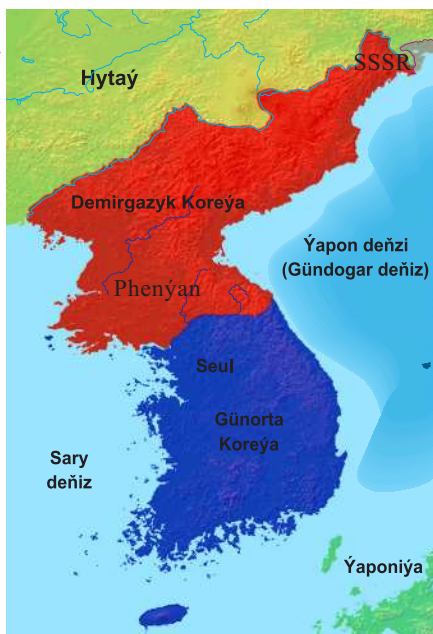 SSSR
Hytaý
Demirgazyk Koreýa
Ýapon deňzi
(Gündogar deňiz)
Phenýan
Seul
Günorta
Koreýa
Sary
deňiz
Ýaponiýa